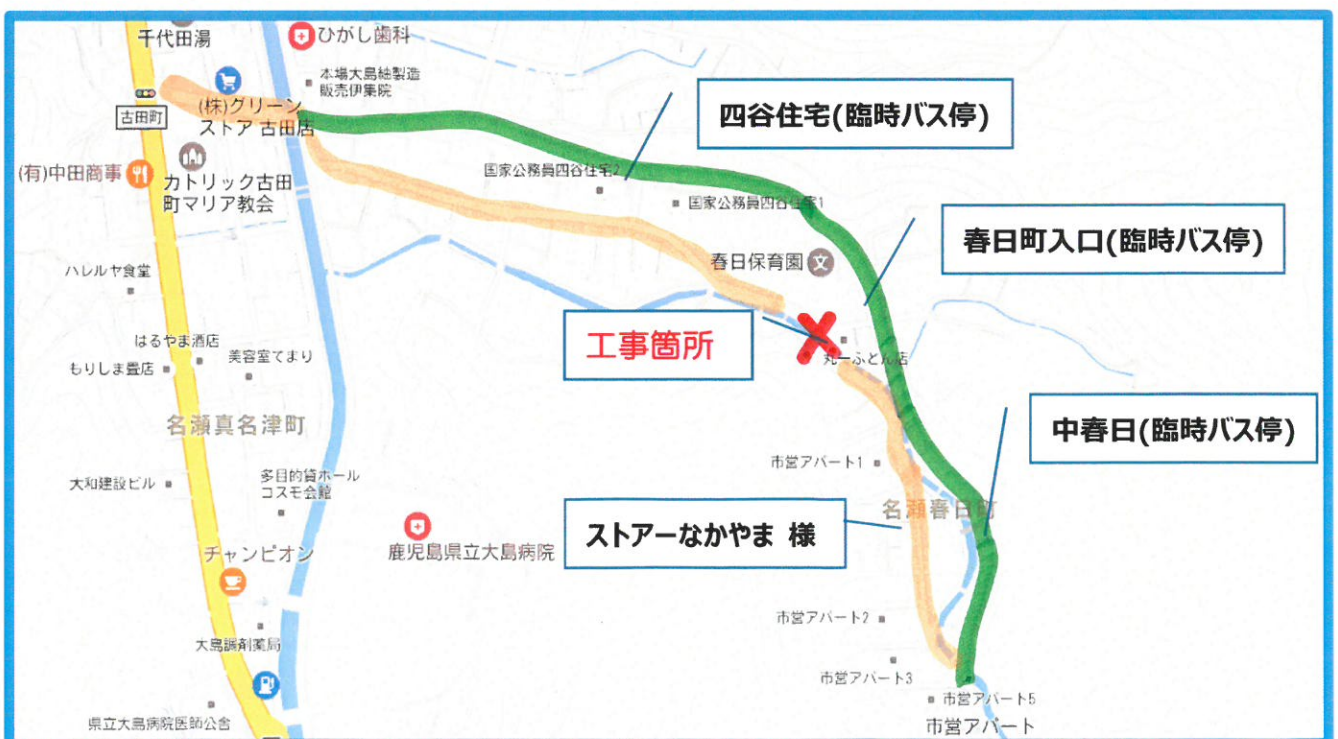 千代田湯
ひがし歯科
本場大島紬製造
販売伊集院
(株)グリーン
ストア 古田店
古田町
四谷住宅(臨時バス停)
(有)中田商事
カトリック古田
町マリア教会
国家公務員四谷住宅2
国家公務員四谷住宅1
春日町入口(臨時バス停)
春日保育園
ハレルヤ食堂
工事箇所
はるやま酒店
丸一ふとん店
もりしま畳店
美容室てまり
名瀬真名津町
中春日(臨時バス停)
市営アパート1
大和建設ビル
多目的貸ホール
コスモ会館
名瀬春日町
ストアーなかやま 様
チャンピオン
鹿児島県立大島病院
市営アパート2
大島調剤薬局
市営アパート3
市営アパート5
県立大島病院医師公舎
市営アパート